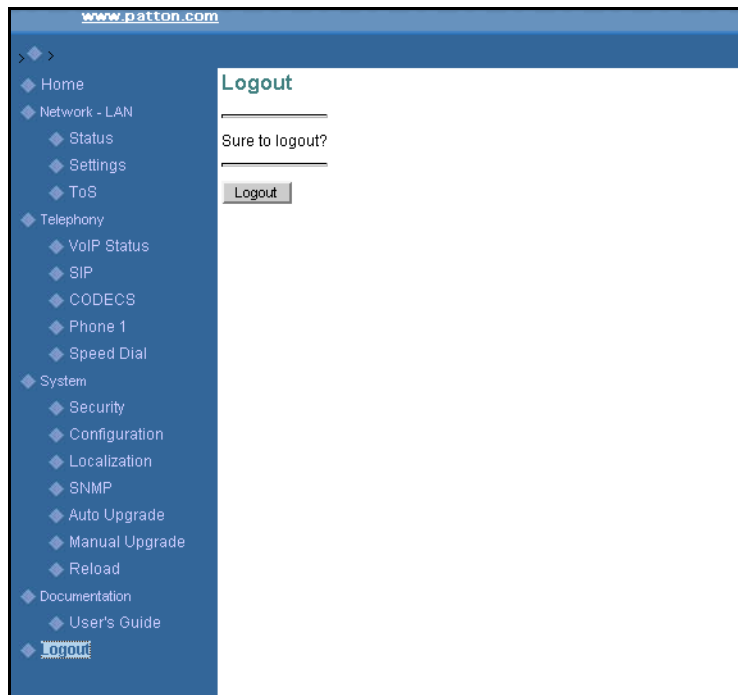 www.patton.com
> >
Home
Network - LAN
Status
Settings
ToS
Telephony
VoIP Status
SIP
CODECS
Phone 1
Speed Dial
System
Security
Configuration
Localization
SNMP
Auto Upgrade
Manual Upgrade
Reload
Documentation
User's Guide
Logout
Logout
Sure to logout?
Logout